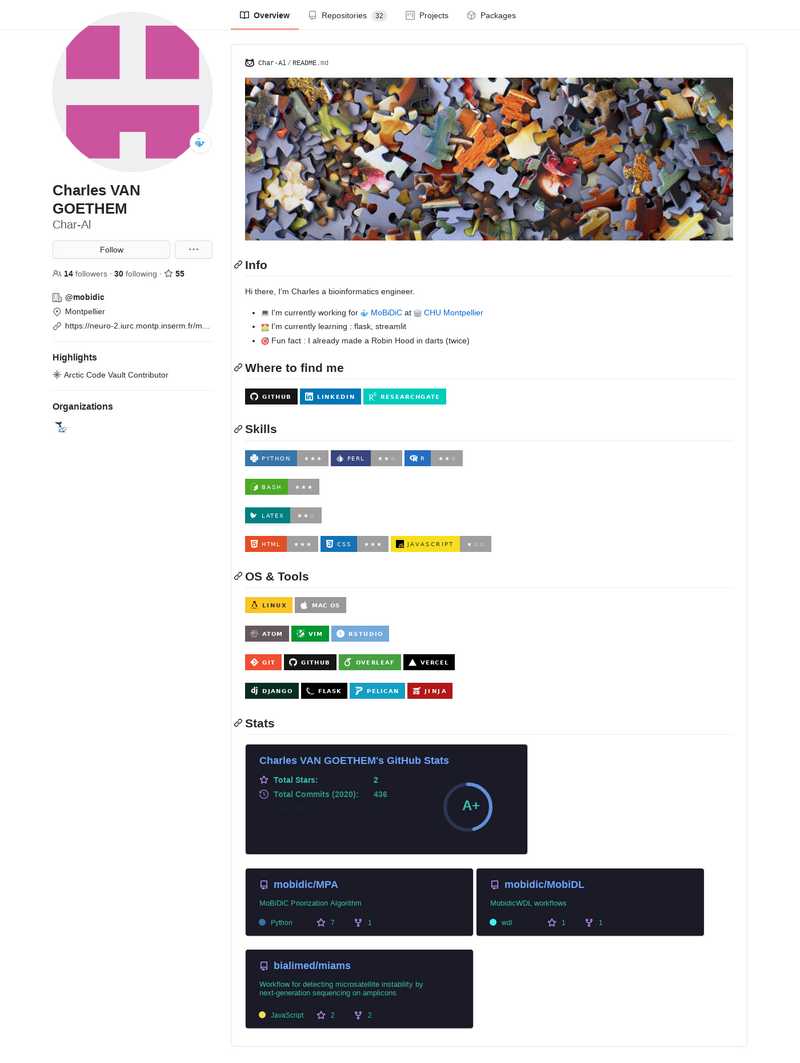 Overview
Repositories 32
Projects
Packages
Charles VAN
GOETHEM
Char-Al
Follow
14 followers · 30 following · 55
@mobidic
Montpellier
https://neuro-2.iurc.montp.inserm.fr/m...
Highlights
Arctic Code Vault Contributor
Organizations
Char-Al / README.md
Info
Hi there, I'm Charles a bioinformatics engineer.
• I'm currently working for MoBiDiC at CHU Montpellier
• I'm currently learning : flask, streamlit
• Fun fact : I already made a Robin Hood in darts (twice)
Where to find me
GITHUB LINKEDIN RESEARCHGATE
Skills
PYTHON ★★★ PERL ★★☆ R ★★☆
BASH ★★★
LATEX ★★☆
HTML ★★★ CSS ★★★ JAVASCRIPT ★☆☆
OS & Tools
LINUX MAC OS
ATOM VIM RSTUDIO
GIT GITHUB OVERLEAF VERCEL
DJANGO FLASK PELICAN JINJA
Stats
Charles VAN GOETHEM's GitHub Stats
Total Stars: 2
Total Commits (2020): 436
A+
mobidic/MPA
MoBiDiC Priorization Algorithm
Python 7 1
mobidic/MobiDL
MobidicWDL workflows
wdl 1 1
bialimed/miams
Workflow for detecting microsatellite instability by
next-generation sequencing on amplicons
JavaScript 2 2